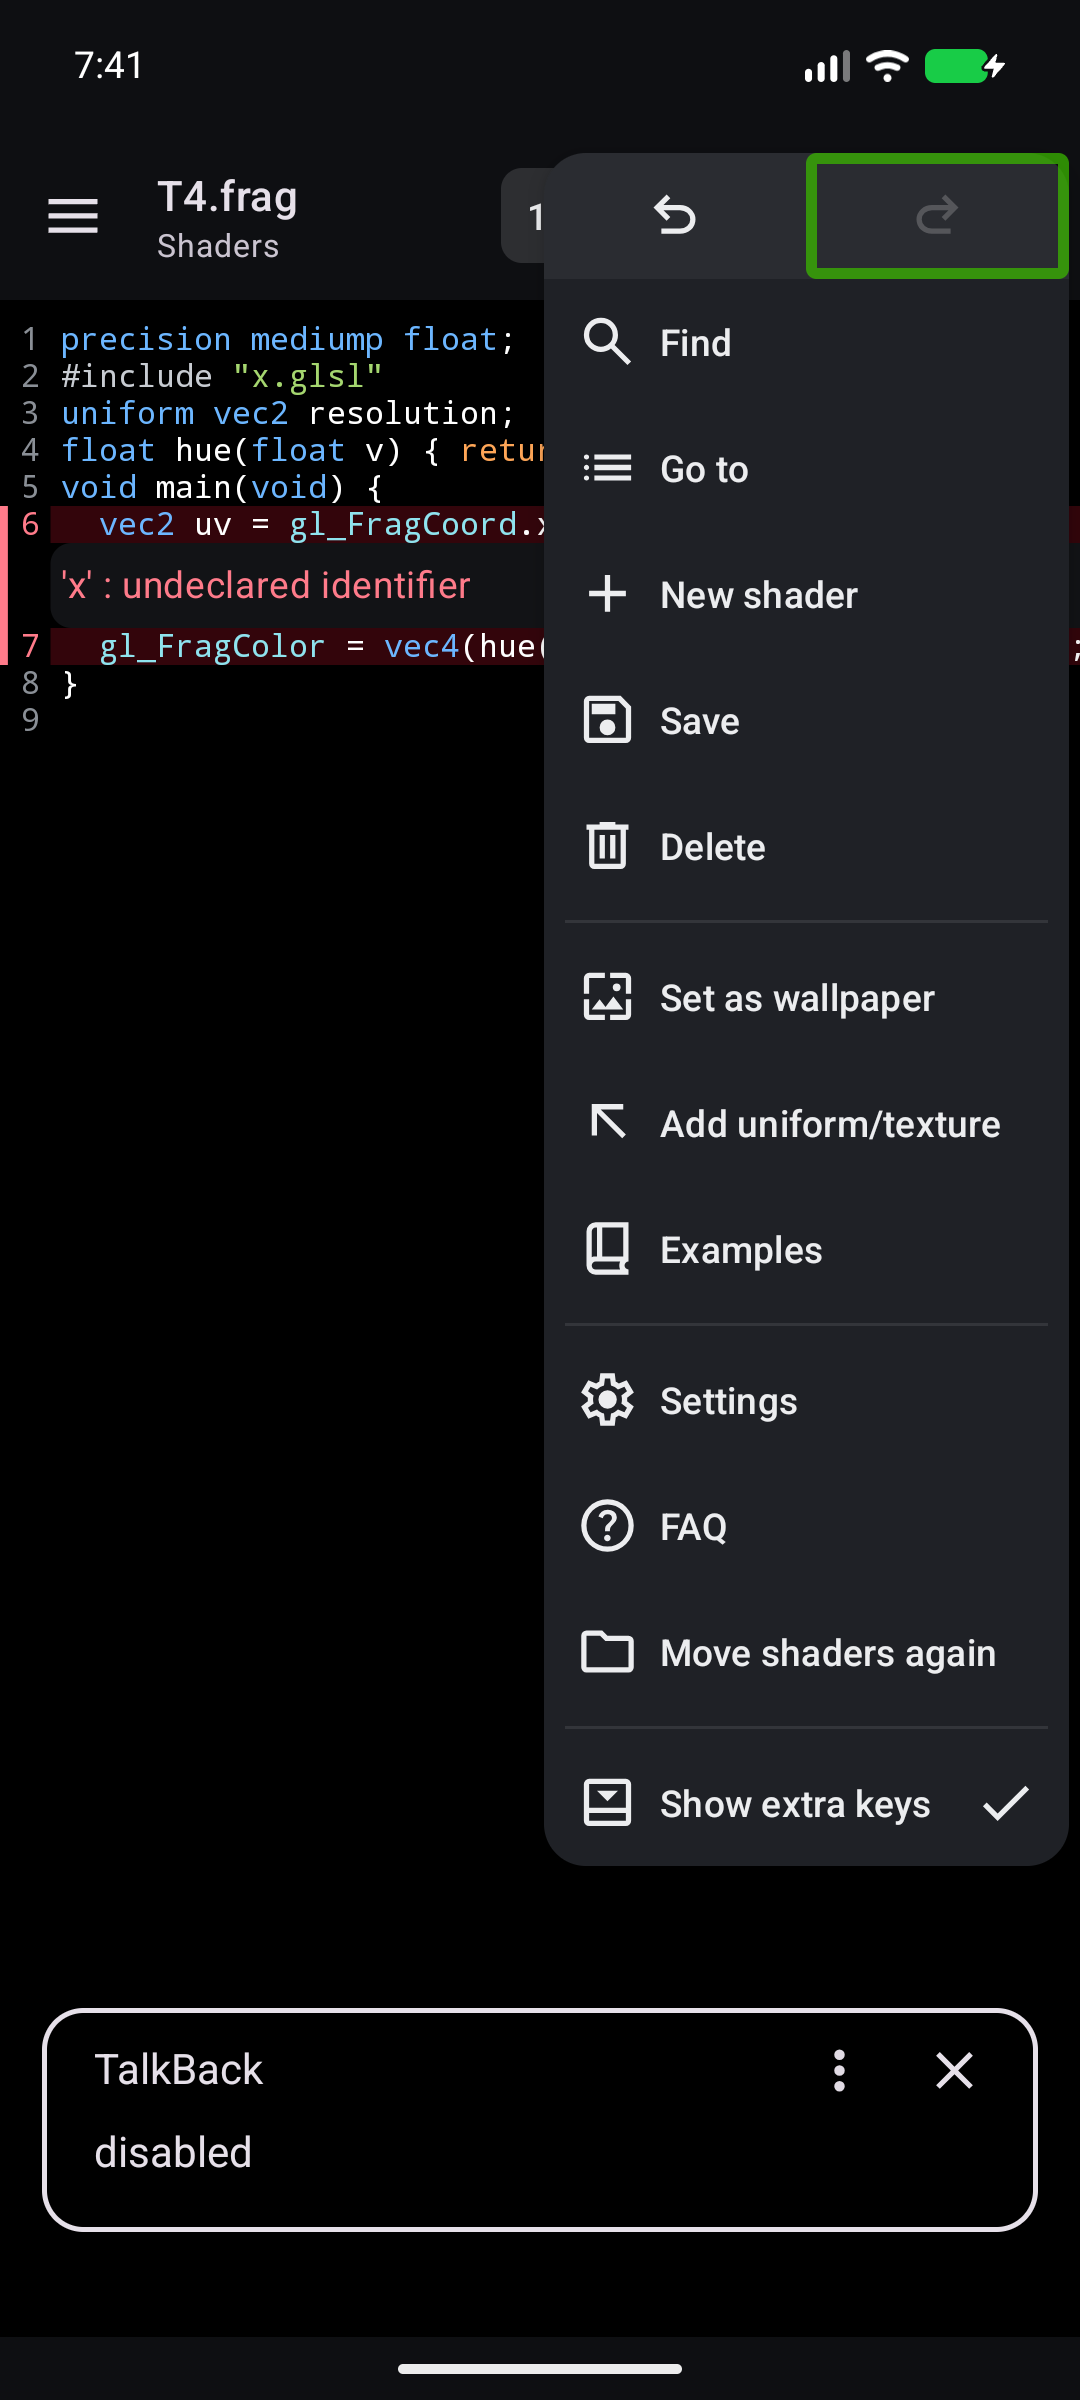 7:41
T4.frag
Shaders
1
Find
Go to
New shader
Save
Delete
Set as wallpaper
Add uniform/texture
Examples
Settings
FAQ
Move shaders again
Show extra keys
1 precision mediump float;
2 #include "x.glsl"
3 uniform vec2 resolution;
4 float hue(float v) { retur
5 void main(void) {
6 vec2 uv = gl_FragCoord.x
'x' : undeclared identifier
7 gl_FragColor = vec4(hue( ;
8 }
9
TalkBack
disabled